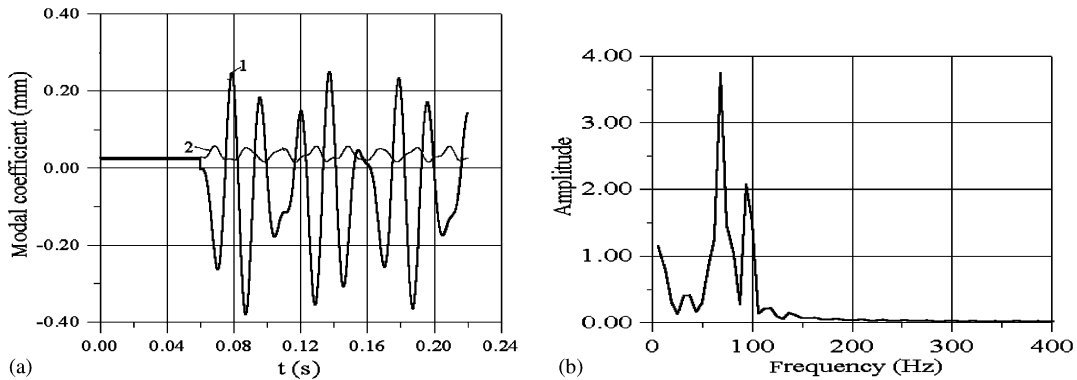 Modal coefficient (mm)
0.40
0.20
0.00
-0.20
-0.40
1
2
0.00 0.04 0.08 0.12 0.16 0.20 0.24
t (s)
(a)
Amplitude
4.00
3.00
2.00
1.00
0.00
0 100 200 300 400
Frequency (Hz)
(b)